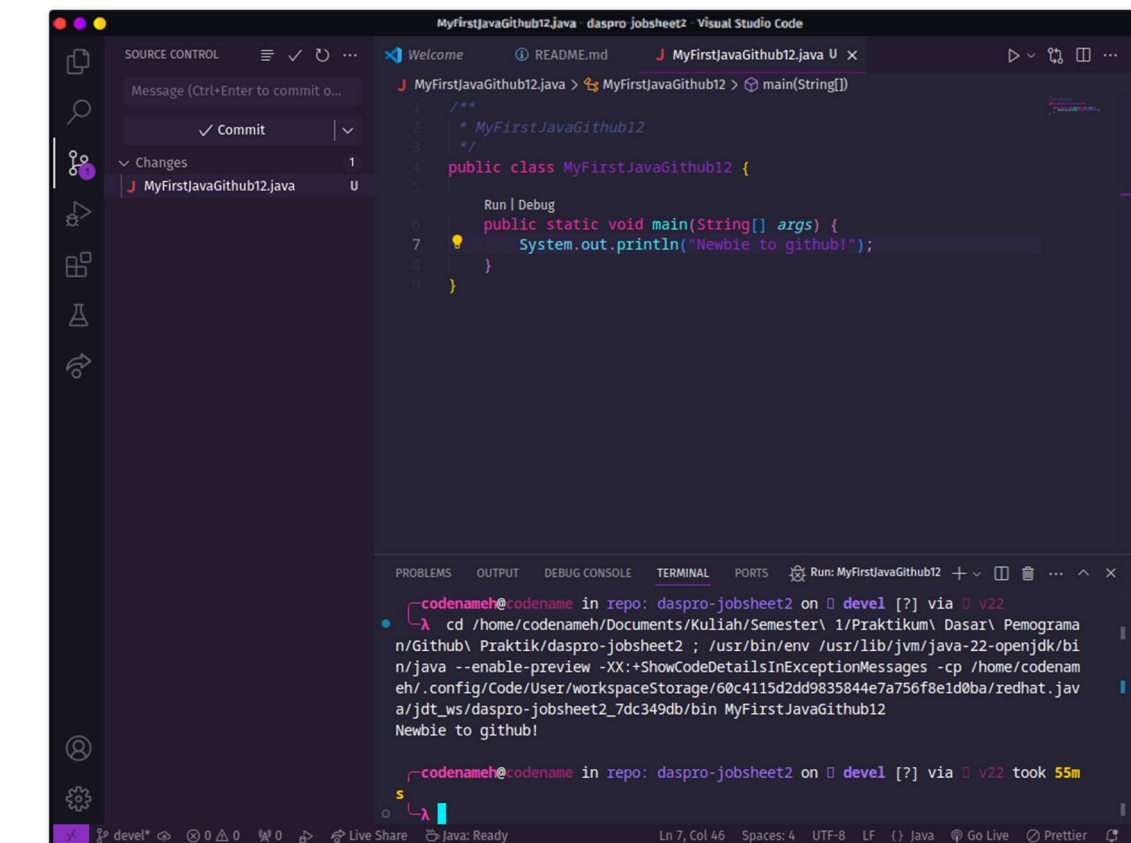 MyFirstJavaGithub12.java - daspro-jobsheet2 - Visual Studio Code
SOURCE CONTROL
Message (Ctrl+Enter to commit o...
Commit
Changes 1
MyFirstJavaGithub12.java U
1
Welcome README.md J MyFirstJavaGithub12.java U
J MyFirstJavaGithub12.java > MyFirstJavaGithub12 > main(String[])
1 /**
2 * MyFirstJavaGithub12
3 */
4 public class MyFirstJavaGithub12 {
5
Run | Debug
6 public static void main(String[] args) {
7 System.out.println("Newbie to github!");
8 }
9 }
PROBLEMS OUTPUT DEBUG CONSOLE TERMINAL PORTS Run: MyFirstJavaGithub12
codenameh@codename in repo: daspro-jobsheet2 on devel [?] via v22
λ cd /home/codenameh/Documents/Kuliah/Semester\ 1/Praktikum\ Dasar\ Pemograma
n/Github\ Praktik/daspro-jobsheet2 ; /usr/bin/env /usr/lib/jvm/java-22-openjdk/bi
n/java --enable-preview -XX:+ShowCodeDetailsInExceptionMessages -cp /home/codenam
eh/.config/Code/User/workspaceStorage/60c4115d2dd9835844e7a756f8e1d0ba/redhat.jav
a/jdt_ws/daspro-jobsheet2_7dc349db/bin MyFirstJavaGithub12
Newbie to github!
codenameh@codename in repo: daspro-jobsheet2 on devel [?] via v22 took 55m
s
λ
devel* 0 0 0 Live Share Java: Ready Ln 7, Col 46 Spaces: 4 UTF-8 LF {} Java Go Live Prettier